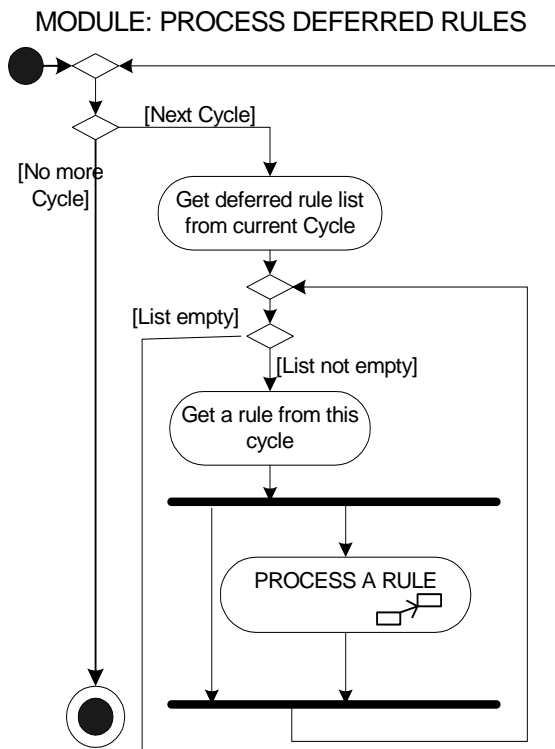 MODULE: PROCESS DEFERRED RULES
[Next Cycle]
[No more
Cycle]
Get deferred rule list
from current Cycle
[List empty]
[List not empty]
Get a rule from this
cycle
PROCESS A RULE